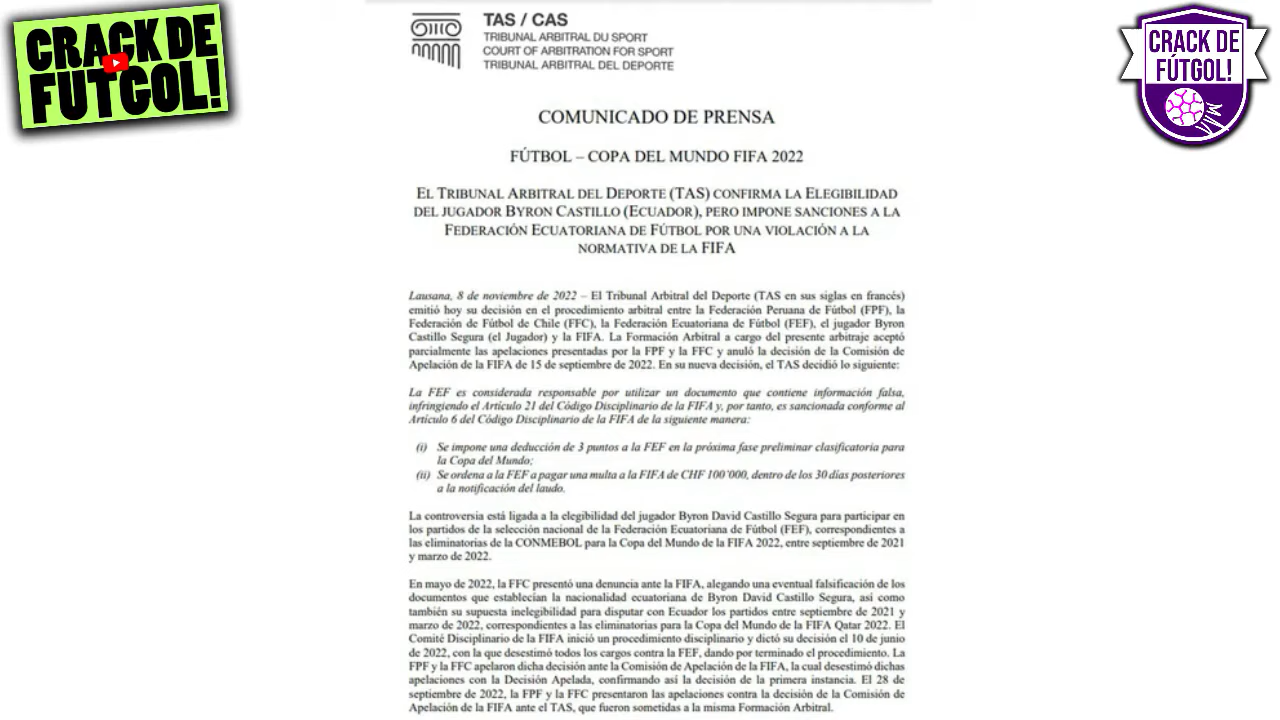 CRACK DE
FUTGOL!
TAS / CAS
TRIBUNAL ARBITRAL DU SPORT
COURT OF ARBITRATION FOR SPORT
TRIBUNAL ARBITRAL DEL DEPORTE
CRACK DE
FÚTGOL!
COMUNICADO DE PRENSA
FÚTBOL – COPA DEL MUNDO FIFA 2022
EL TRIBUNAL ARBITRAL DEL DEPORTE (TAS) CONFIRMA LA ELEGIBILIDAD
DEL JUGADOR BYRON CASTILLO (ECUADOR), PERO IMPONE SANCIONES A LA
FEDERACIÓN ECUATORIANA DE FÚTBOL POR UNA VIOLACIÓN A LA
NORMATIVA DE LA FIFA
Lausana, 8 de noviembre de 2022 – El Tribunal Arbitral del Deporte (TAS en sus siglas en francés)
emitió hoy su decisión en el procedimiento arbitral entre la Federación Peruana de Fútbol (FPF), la
Federación de Fútbol de Chile (FFC), la Federación Ecuatoriana de Fútbol (FEF), el jugador Byron
Castillo Segura (el Jugador) y la FIFA. La Formación Arbitral a cargo del presente arbitraje aceptó
parcialmente las apelaciones presentadas por la FPF y la FFC y anuló la decisión de la Comisión de
Apelación de la FIFA de 15 de septiembre de 2022. En su nueva decisión, el TAS decidió lo siguiente:
La FEF es considerada responsable por utilizar un documento que contiene información falsa,
infringiendo el Artículo 21 del Código Disciplinario de la FIFA y, por tanto, es sancionada conforme al
Artículo 6 del Código Disciplinario de la FIFA de la siguiente manera:
(i) Se impone una deducción de 3 puntos a la FEF en la próxima fase preliminar clasificatoria para
la Copa del Mundo;
(ii) Se ordena a la FEF a pagar una multa a la FIFA de CHF 100'000, dentro de los 30 días posteriores
a la notificación del laudo.
La controversia está ligada a la elegibilidad del jugador Byron David Castillo Segura para participar en
los partidos de la selección nacional de la Federación Ecuatoriana de Fútbol (FEF), correspondientes a
las eliminatorias de la CONMEBOL para la Copa del Mundo de la FIFA 2022, entre septiembre de 2021
y marzo de 2022.
En mayo de 2022, la FFC presentó una denuncia ante la FIFA, alegando una eventual falsificación de los
documentos que establecían la nacionalidad ecuatoriana de Byron David Castillo Segura, así como
también su supuesta inelegibilidad para disputar con Ecuador los partidos entre septiembre de 2021 y
marzo de 2022, correspondientes a las eliminatorias para la Copa del Mundo de la FIFA Qatar 2022. El
Comité Disciplinario de la FIFA inició un procedimiento disciplinario y dictó su decisión el 10 de junio
de 2022, con la que desestimó todos los cargos contra la FEF, dando por terminado el procedimiento. La
FPF y la FFC apelaron dicha decisión ante la Comisión de Apelación de la FIFA, la cual desestimó dichas
apelaciones con la Decisión Apelada, confirmando así la decisión de la primera instancia. El 28 de
septiembre de 2022, la FPF y la FFC presentaron las apelaciones contra la decisión de la Comisión de
Apelación de la FIFA ante el TAS, que fueron sometidas a la misma Formación Arbitral.